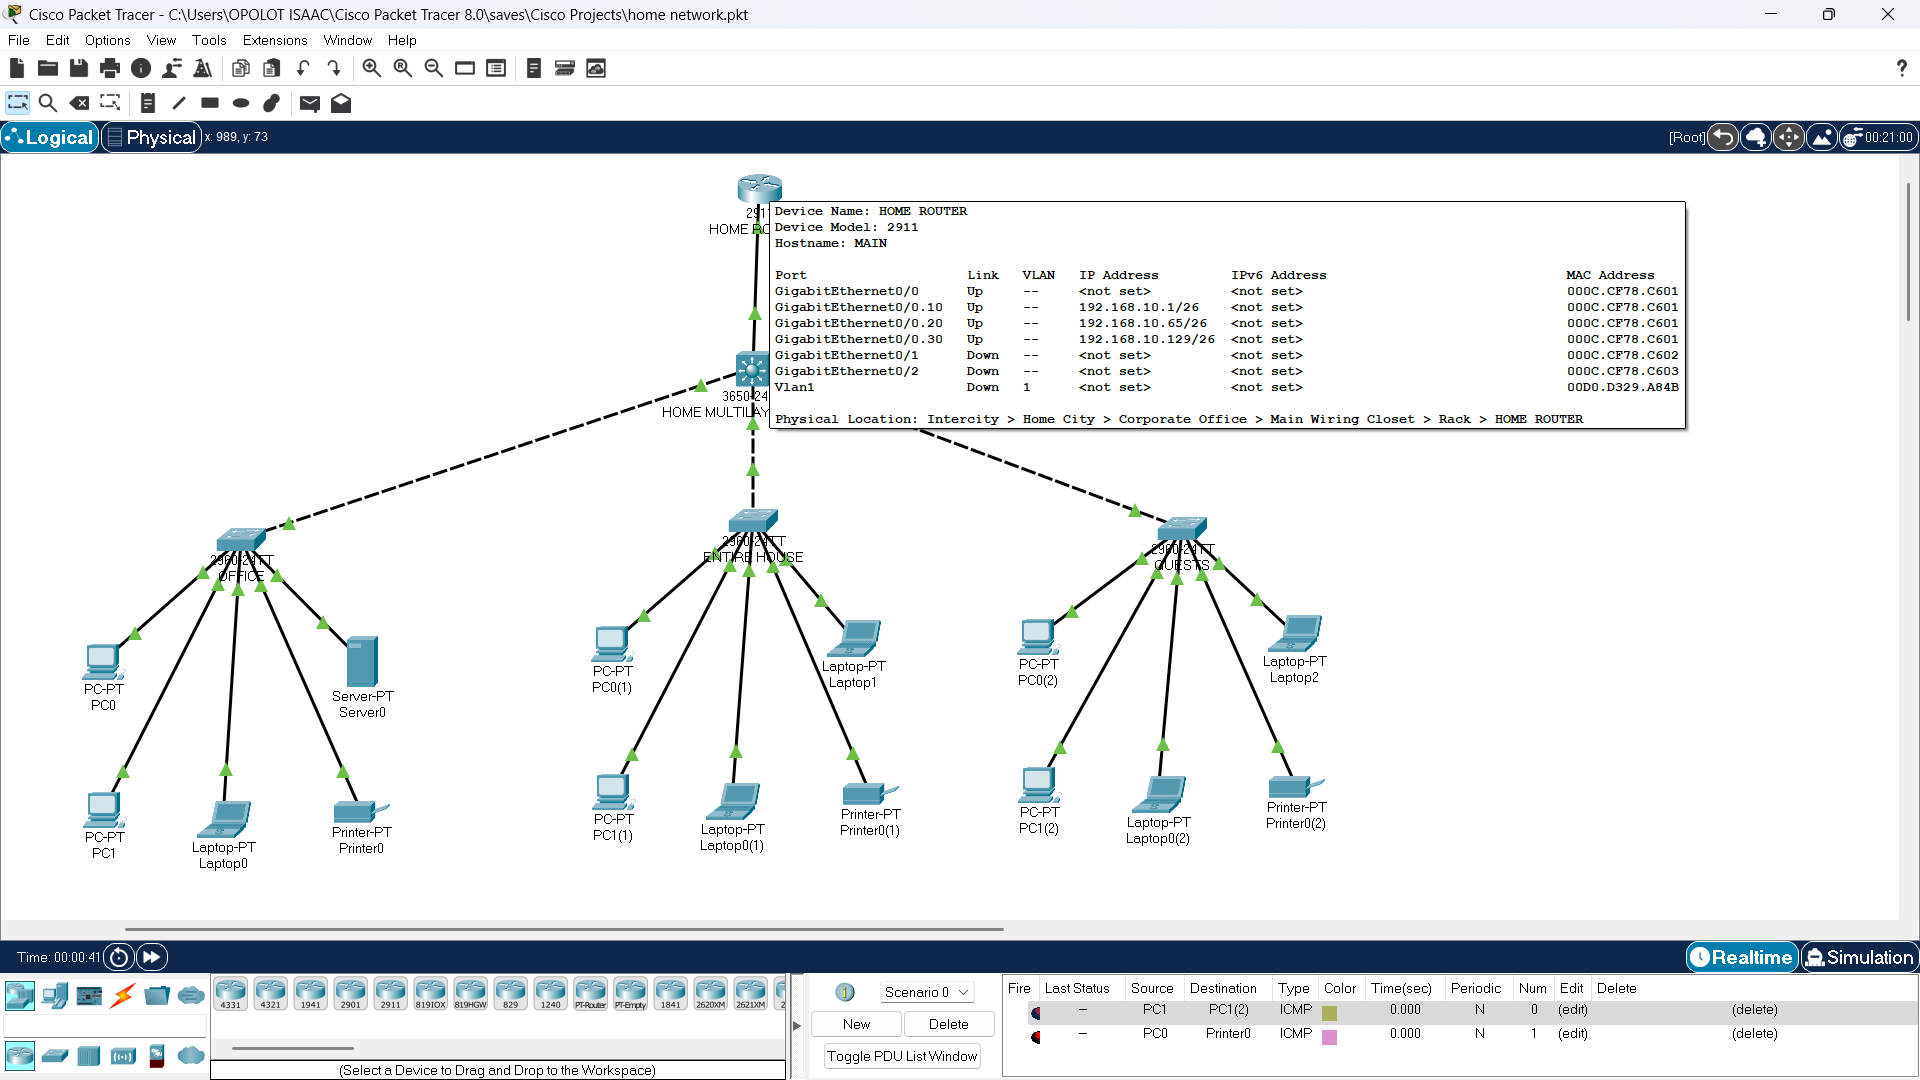 Cisco Packet Tracer - C:\Users\OPOLOT ISAAC\Cisco Packet Tracer 8.0\saves\Cisco Projects\home network.pkt
File Edit Options View Tools Extensions Window Help
?
Logical Physical x: 989, y: 73 [Root] 00:21:00
2911
HOME RO
Device Name: HOME ROUTER
Device Model: 2911
Hostname: MAIN
Port Link VLAN IP Address IPv6 Address MAC Address
GigabitEthernet0/0 Up -- <not set> <not set> 000C.CF78.C601
GigabitEthernet0/0.10 Up -- 192.168.10.1/26 <not set> 000C.CF78.C601
GigabitEthernet0/0.20 Up -- 192.168.10.65/26 <not set> 000C.CF78.C601
GigabitEthernet0/0.30 Up -- 192.168.10.129/26 <not set> 000C.CF78.C601
GigabitEthernet0/1 Down -- <not set> <not set> 000C.CF78.C602
GigabitEthernet0/2 Down -- <not set> <not set> 000C.CF78.C603
Vlan1 Down 1 <not set> <not set> 00D0.D329.A84B
Physical Location: Intercity > Home City > Corporate Office > Main Wiring Closet > Rack > HOME ROUTER
3650-24
HOME MULTILAY
2960-24TT
OFFICE
2960-24TT
ENTIRE HOUSE
2960-24TT
GUESTS
PC-PT
PC0
Server-PT
Server0
PC-PT
PC1
Laptop-PT
Laptop0
Printer-PT
Printer0
PC-PT
PC0(1)
Laptop-PT
Laptop1
PC-PT
PC1(1)
Laptop-PT
Laptop0(1)
Printer-PT
Printer0(1)
PC-PT
PC0(2)
Laptop-PT
Laptop2
PC-PT
PC1(2)
Laptop-PT
Laptop0(2)
Printer-PT
Printer0(2)
Time: 00:00:41 Realtime Simulation
4331 4321 1941 2901 2911 819IOX 819HGW 829 1240 PT-Router PT-Empty 1841 2620XM 2621XM 2
(Select a Device to Drag and Drop to the Workspace)
Scenario 0
New Delete
Toggle PDU List Window
Fire Last Status Source Destination Type Color Time(sec) Periodic Num Edit Delete
-- PC1 PC1(2) ICMP 0.000 N 0 (edit) (delete)
-- PC0 Printer0 ICMP 0.000 N 1 (edit) (delete)